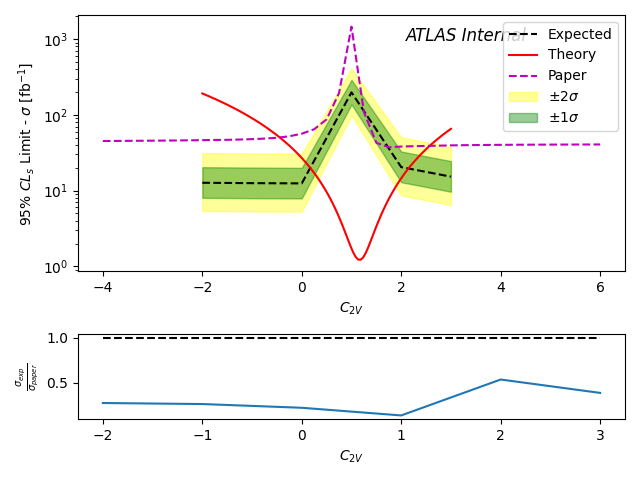 ATLAS Internal
Expected
Theory
Paper
±2σ
±1σ
95% CLₛ Limit - σ [fb⁻¹]
10³
10²
10¹
10⁰
−4 −2 0 2 4 6
C₂V
σexp/σpaper
1.0
0.5
−2 −1 0 1 2 3
C₂V